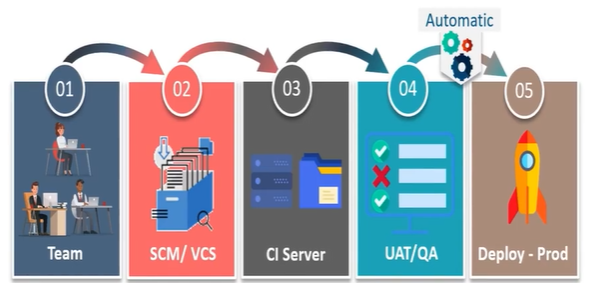 Automatic
01
02
03
04
05
Team
SCM/ VCS
CI Server
UAT/QA
Deploy - Prod